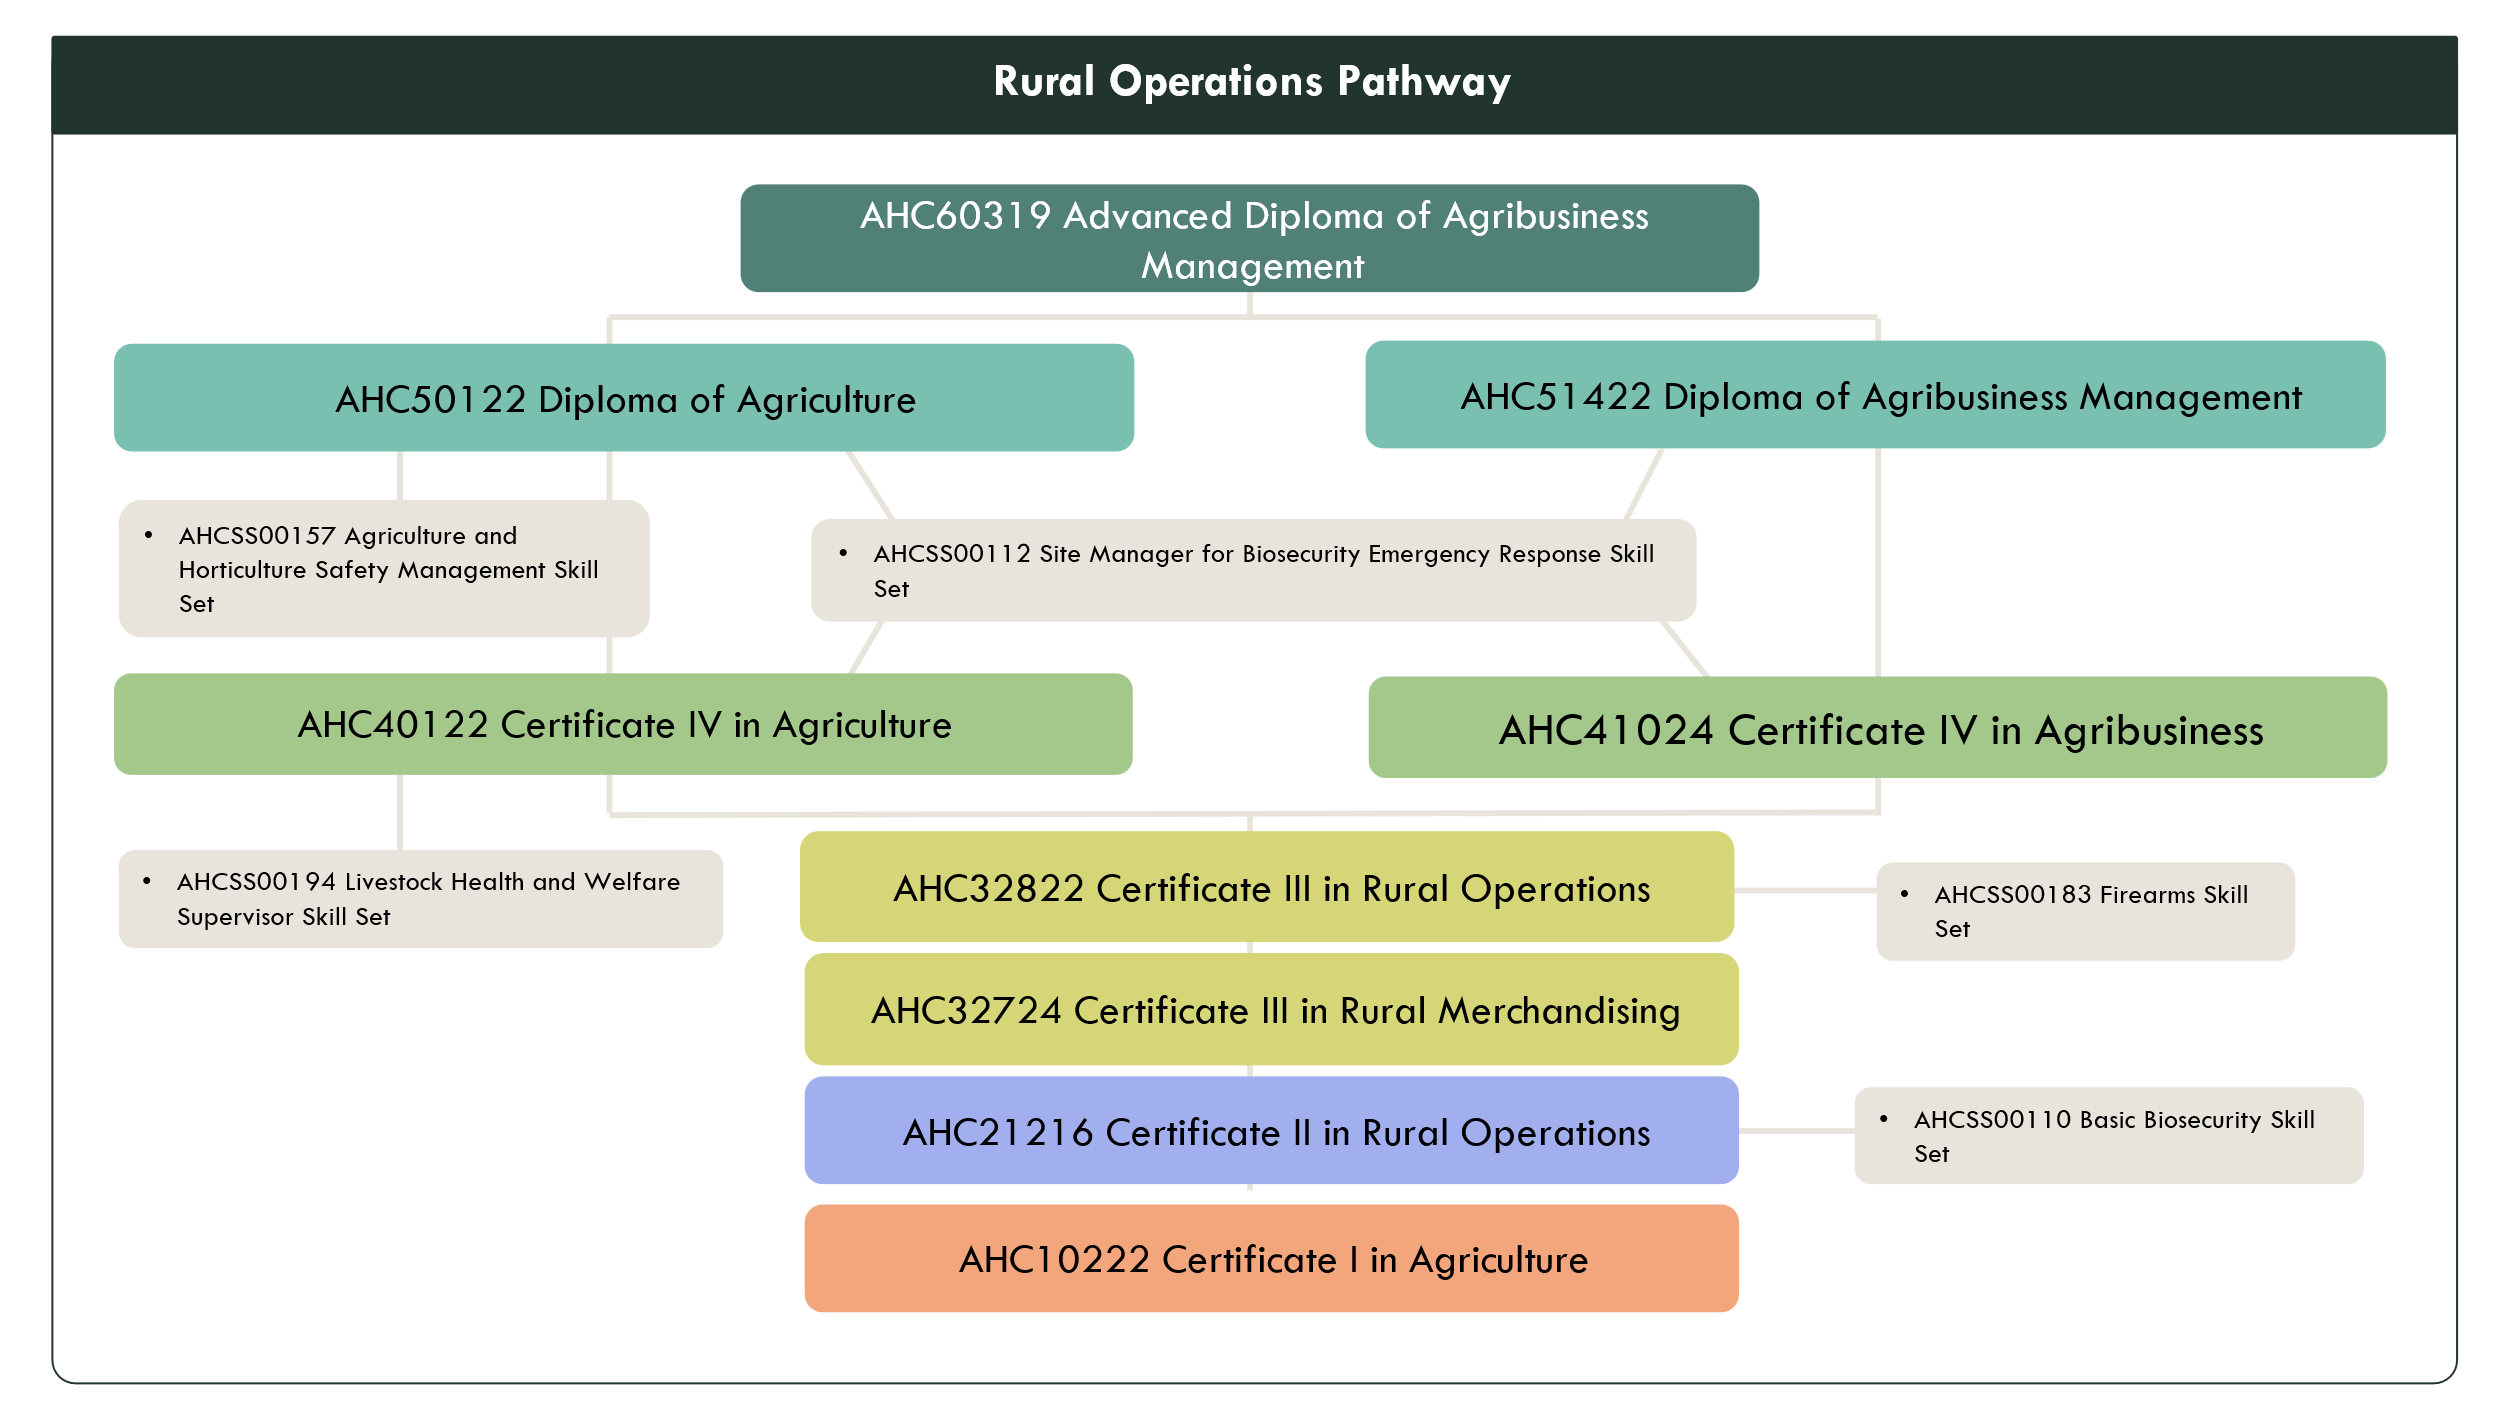 Rural Operations Pathway
AHC60319 Advanced Diploma of Agribusiness
Management
AHC50122 Diploma of Agriculture
AHC51422 Diploma of Agribusiness Management
• AHCSS00157 Agriculture and
Horticulture Safety Management Skill
Set
• AHCSS00112 Site Manager for Biosecurity Emergency Response Skill
Set
AHC40122 Certificate IV in Agriculture
AHC41024 Certificate IV in Agribusiness
• AHCSS00194 Livestock Health and Welfare
Supervisor Skill Set
AHC32822 Certificate III in Rural Operations
• AHCSS00183 Firearms Skill
Set
AHC32724 Certificate III in Rural Merchandising
AHC21216 Certificate II in Rural Operations
• AHCSS00110 Basic Biosecurity Skill
Set
AHC10222 Certificate I in Agriculture